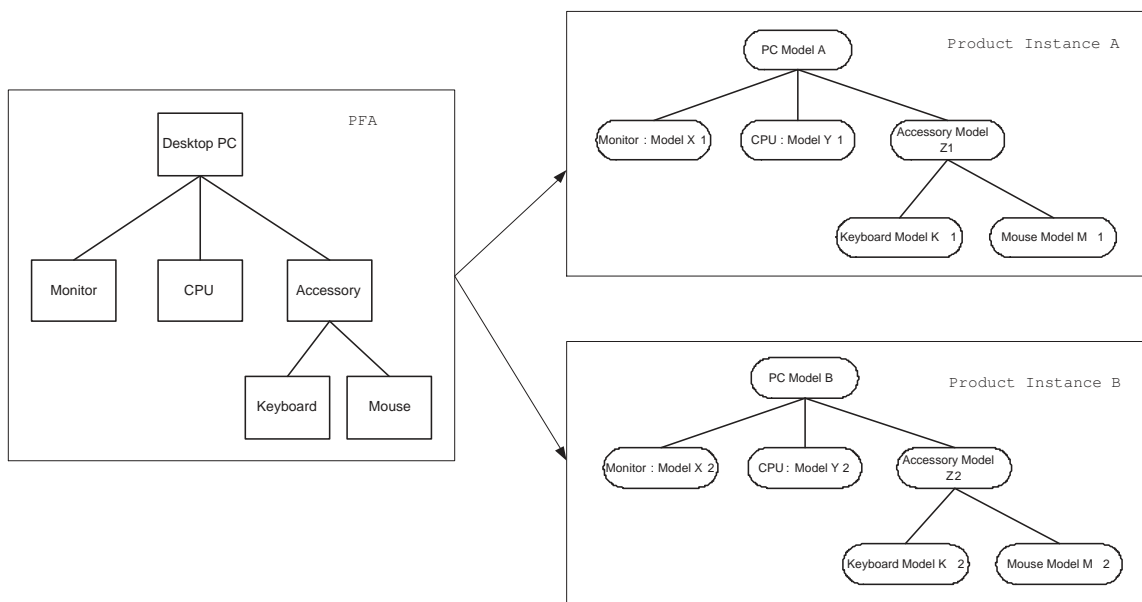 PFA
Desktop PC
Monitor
CPU
Accessory
Keyboard
Mouse
Product Instance A
PC Model A
Monitor : Model X 1
CPU : Model Y 1
Accessory Model
Z1
Keyboard Model K 1
Mouse Model M 1
Product Instance B
PC Model B
Monitor : Model X 2
CPU : Model Y 2
Accessory Model
Z2
Keyboard Model K 2
Mouse Model M 2